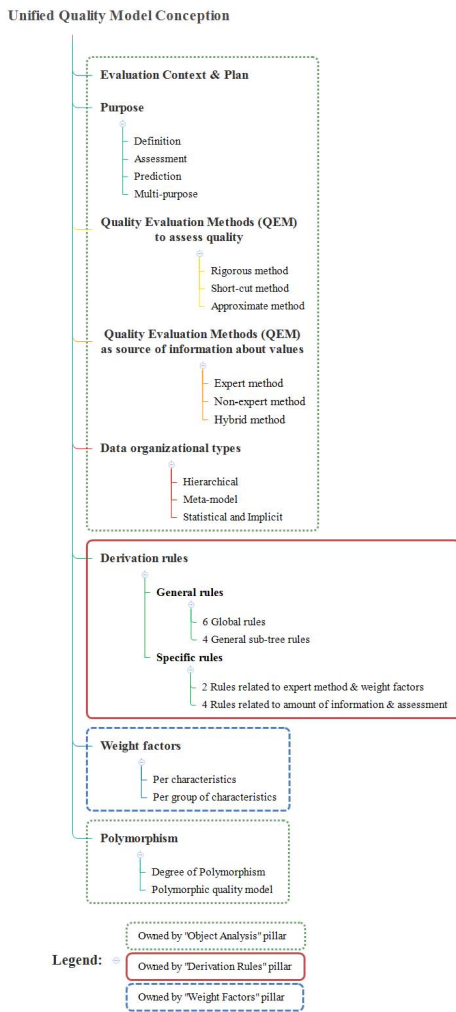 Unified Quality Model Conception
Evaluation Context & Plan
Purpose
Definition
Assessment
Prediction
Multi-purpose
Quality Evaluation Methods (QEM)
to assess quality
Rigorous method
Short-cut method
Approximate method
Quality Evaluation Methods (QEM)
as source of information about values
Expert method
Non-expert method
Hybrid method
Data organizational types
Hierarchical
Meta-model
Statistical and Implicit
Derivation rules
General rules
6 Global rules
4 General sub-tree rules
Specific rules
2 Rules related to expert method & weight factors
4 Rules related to amount of information & assessment
Weight factors
Per characteristics
Per group of characteristics
Polymorphism
Degree of Polymorphism
Polymorphic quality model
Legend:
Owned by "Object Analysis" pillar
Owned by "Derivation Rules" pillar
Owned by "Weight Factors" pillar